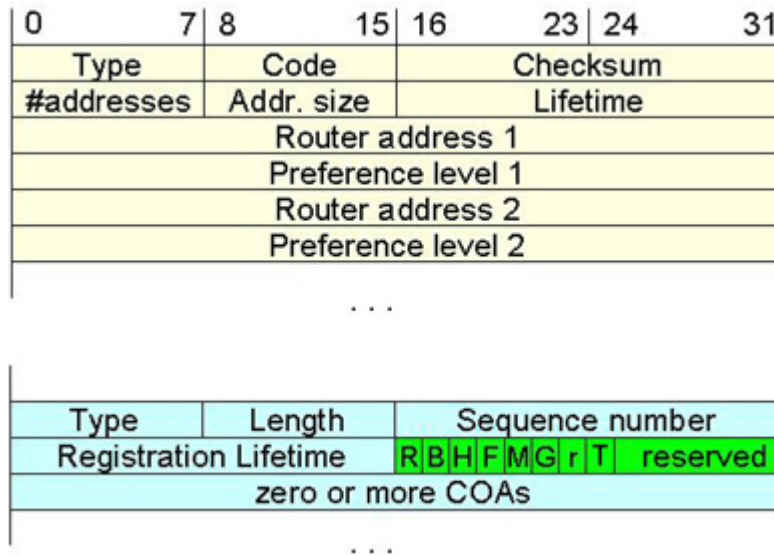 0 7 8 15 16 23 24 31
Type Code Checksum
#addresses Addr. size Lifetime
Router address 1
Preference level 1
Router address 2
Preference level 2
. . .
Type Length Sequence number
Registration Lifetime R B H F M G r T reserved
zero or more COAs
. . .